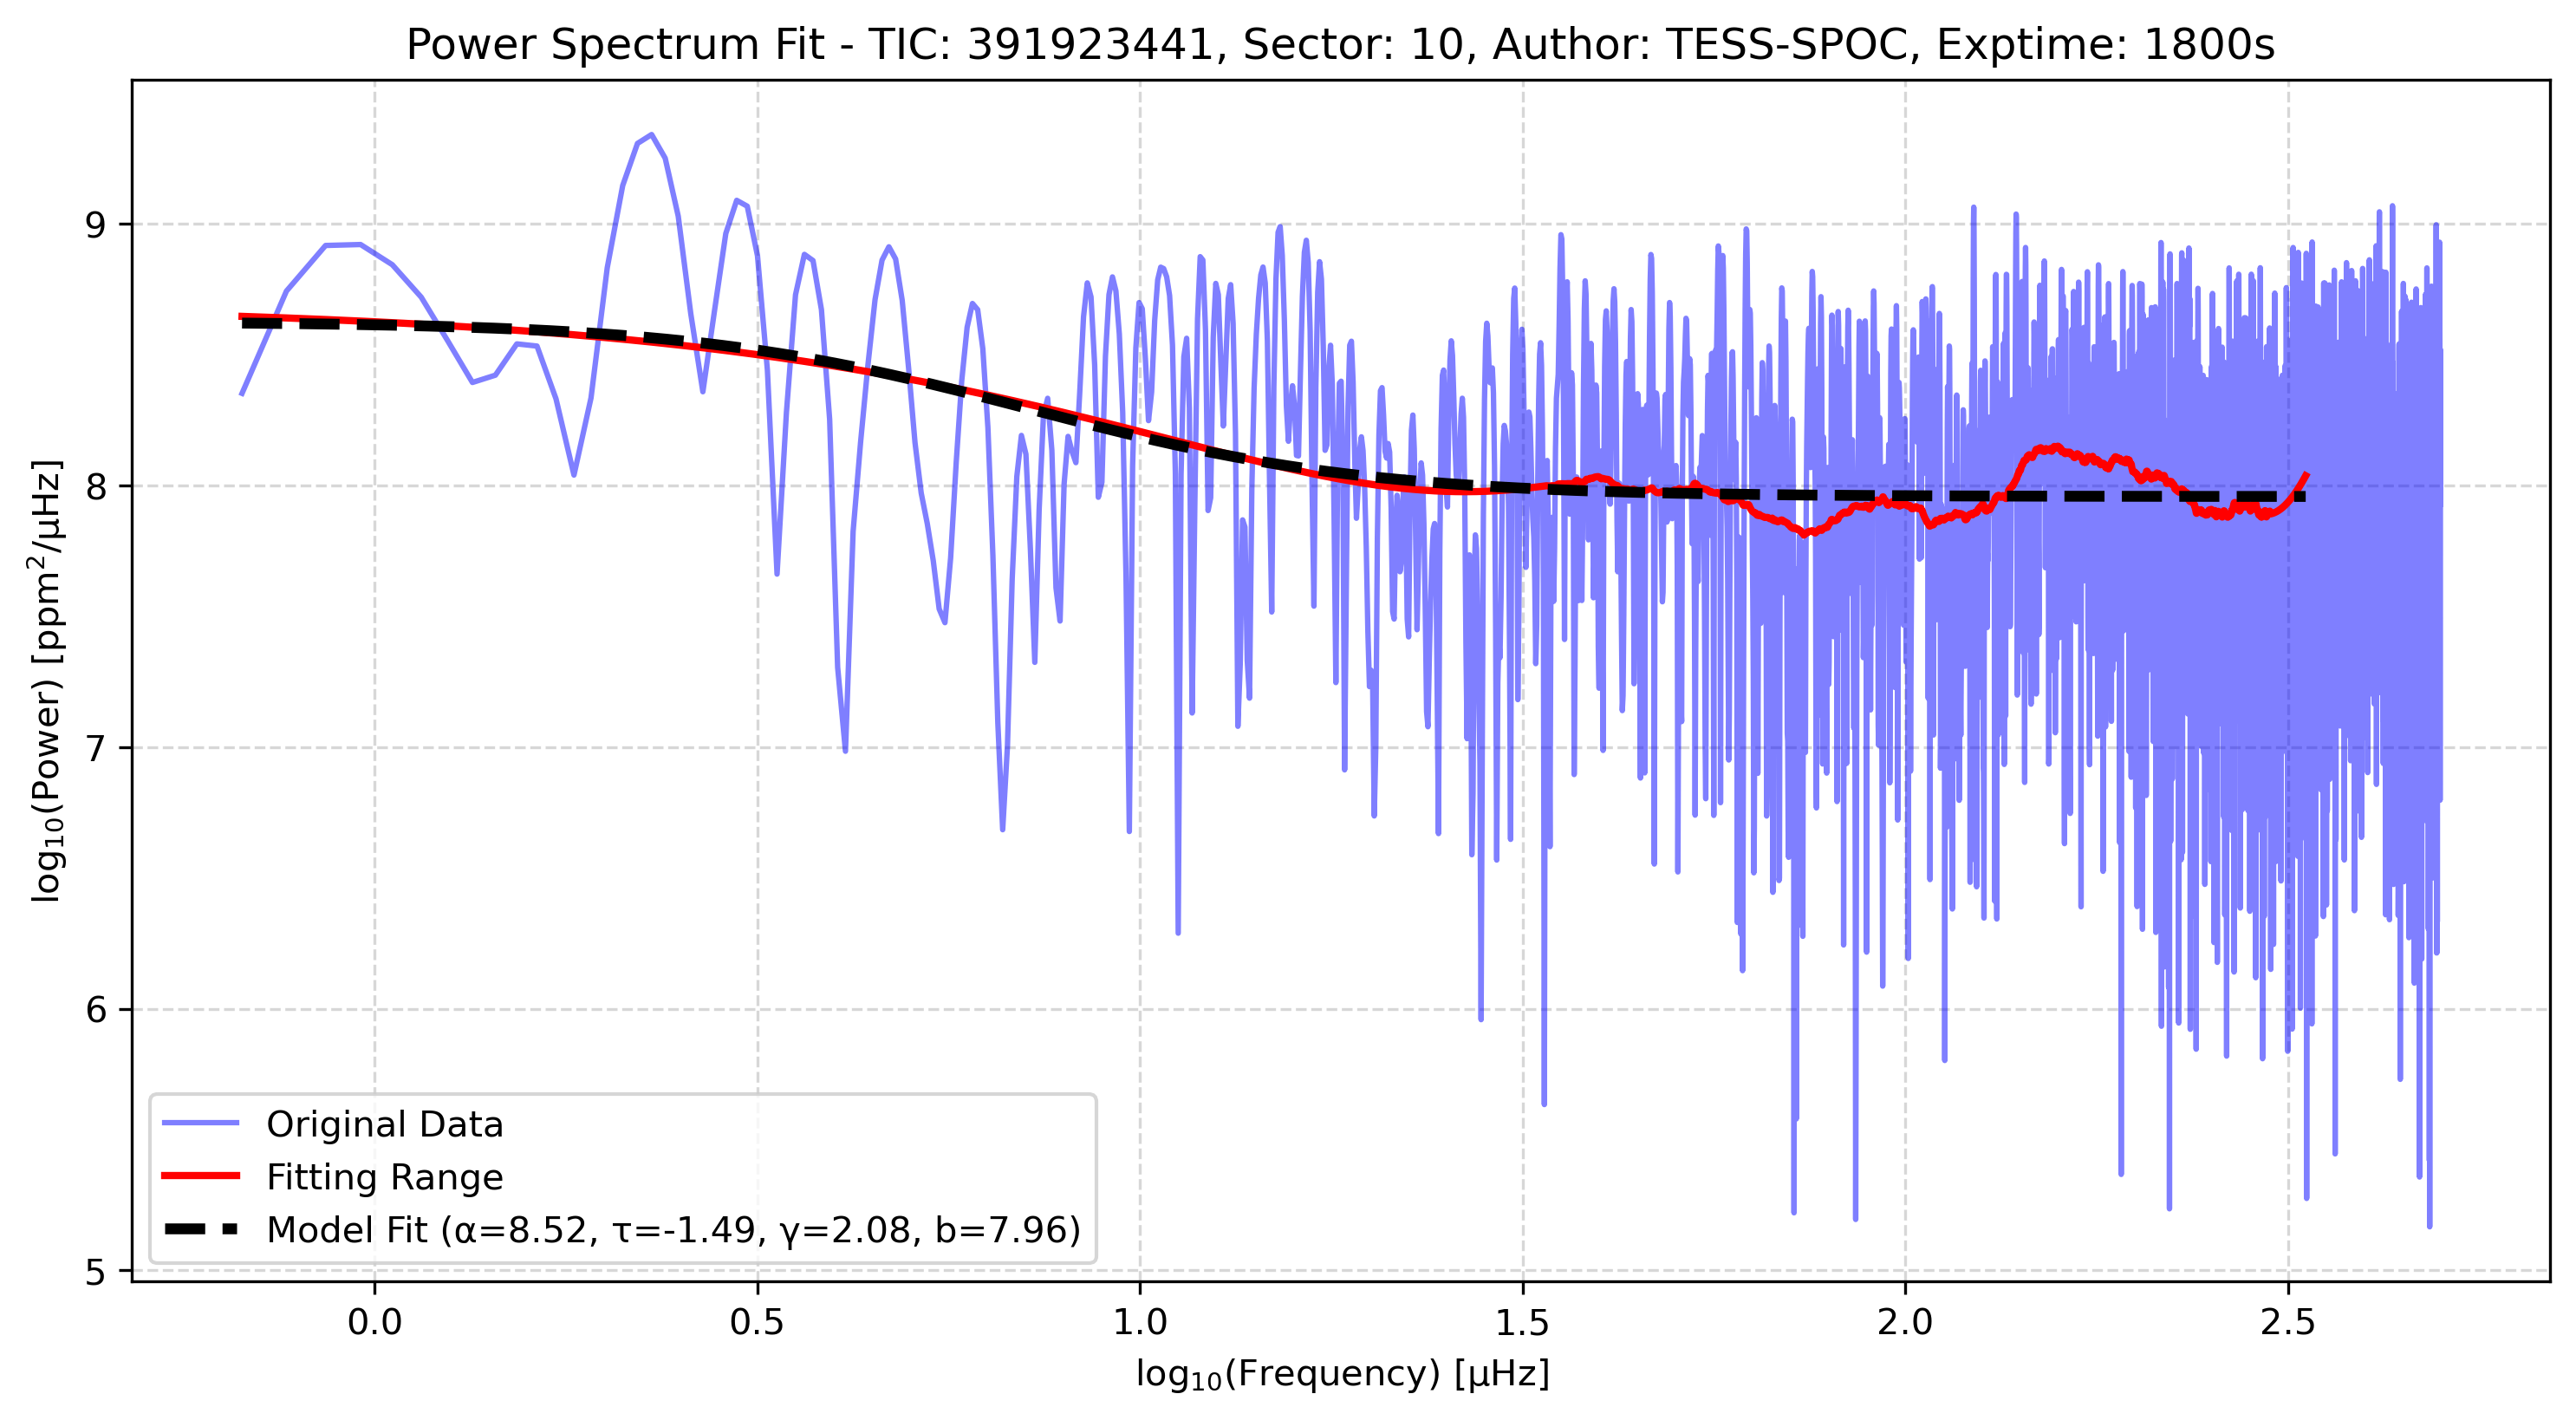 Power Spectrum Fit - TIC: 391923441, Sector: 10, Author: TESS-SPOC, Exptime: 1800s
log₁₀(Power) [ppm²/μHz]
9
8
7
6
5
Original Data
Fitting Range
Model Fit (α=8.52, τ=-1.49, γ=2.08, b=7.96)
0.0 0.5 1.0 1.5 2.0 2.5
log₁₀(Frequency) [μHz]